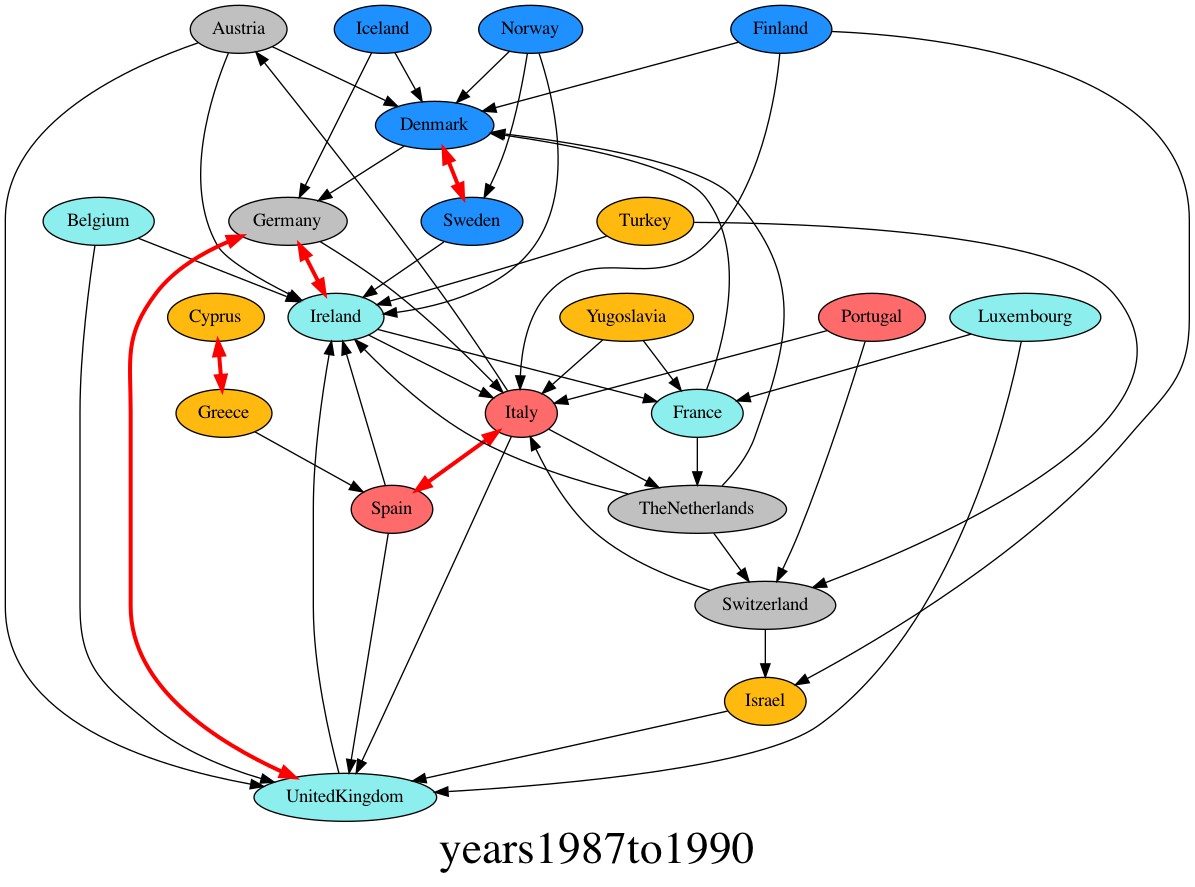 Austria
Iceland
Norway
Finland
Denmark
Belgium
Germany
Sweden
Turkey
Cyprus
Ireland
Yugoslavia
Portugal
Luxembourg
Greece
Italy
France
Spain
TheNetherlands
Switzerland
Israel
UnitedKingdom
years1987to1990